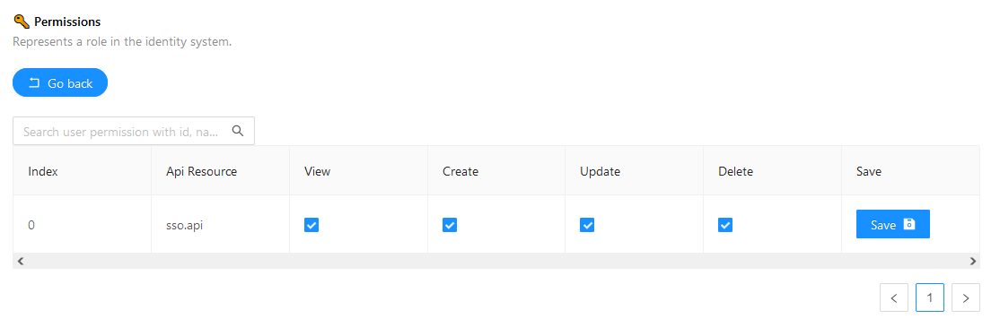 Permissions
Represents a role in the identity system.
Go back
Search user permission with id, na...
Index Api Resource View Create Update Delete Save
0 sso.api Save
1